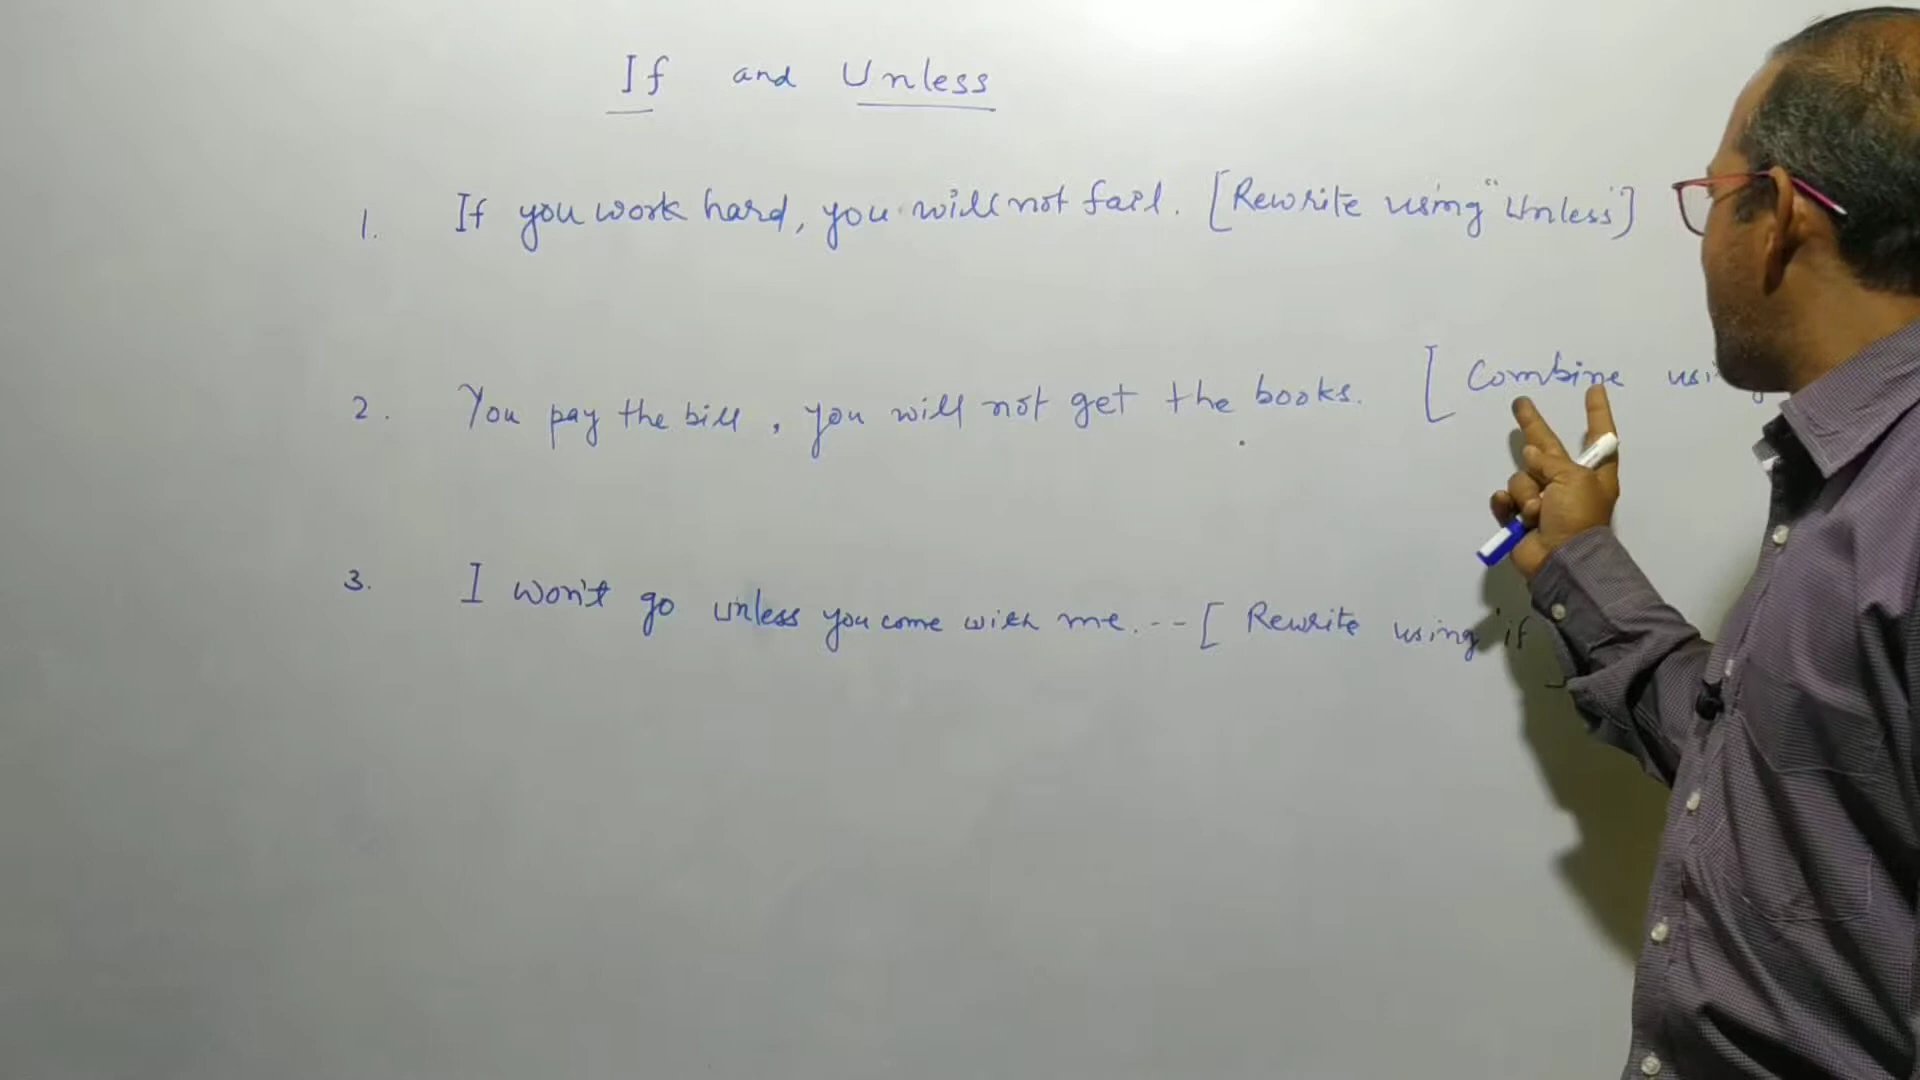 If and Unless
1. If you work hard, you will not fail. [Rewrite using "Unless"]
2. You pay the bill, you will not get the books. [Combine
3. I won't go unless you come with me. -- [Rewrite using "if